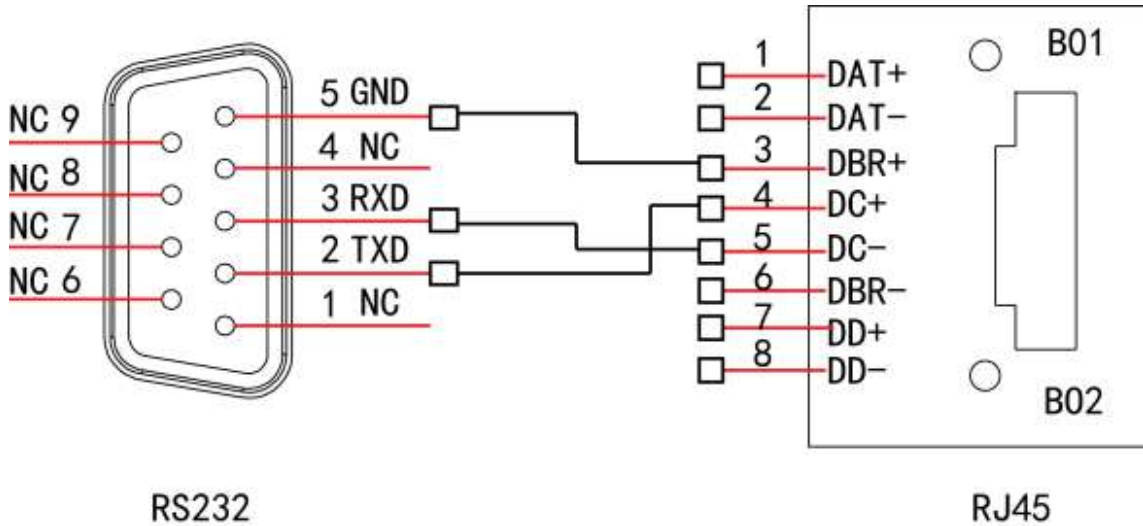 NC 9
NC 8
NC 7
NC 6
5 GND
4 NC
3 RXD
2 TXD
1 NC
1 DAT+
2 DAT-
3 DBR+
4 DC+
5 DC-
6 DBR-
7 DD+
8 DD-
B01
B02
RS232
RJ45